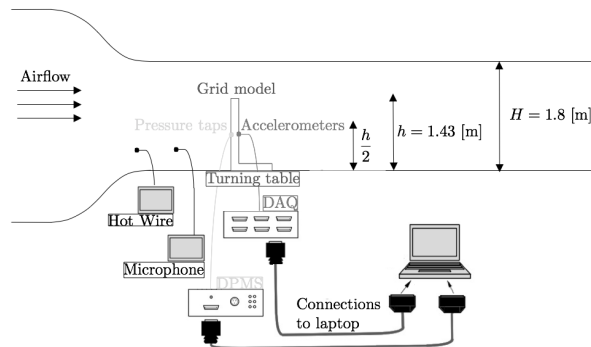 Airflow
Grid model
Pressure taps
Accelerometers
h
2
h = 1.43 [m]
H = 1.8 [m]
Turning table
DAQ
Hot Wire
Microphone
DPMS
Connections
to laptop